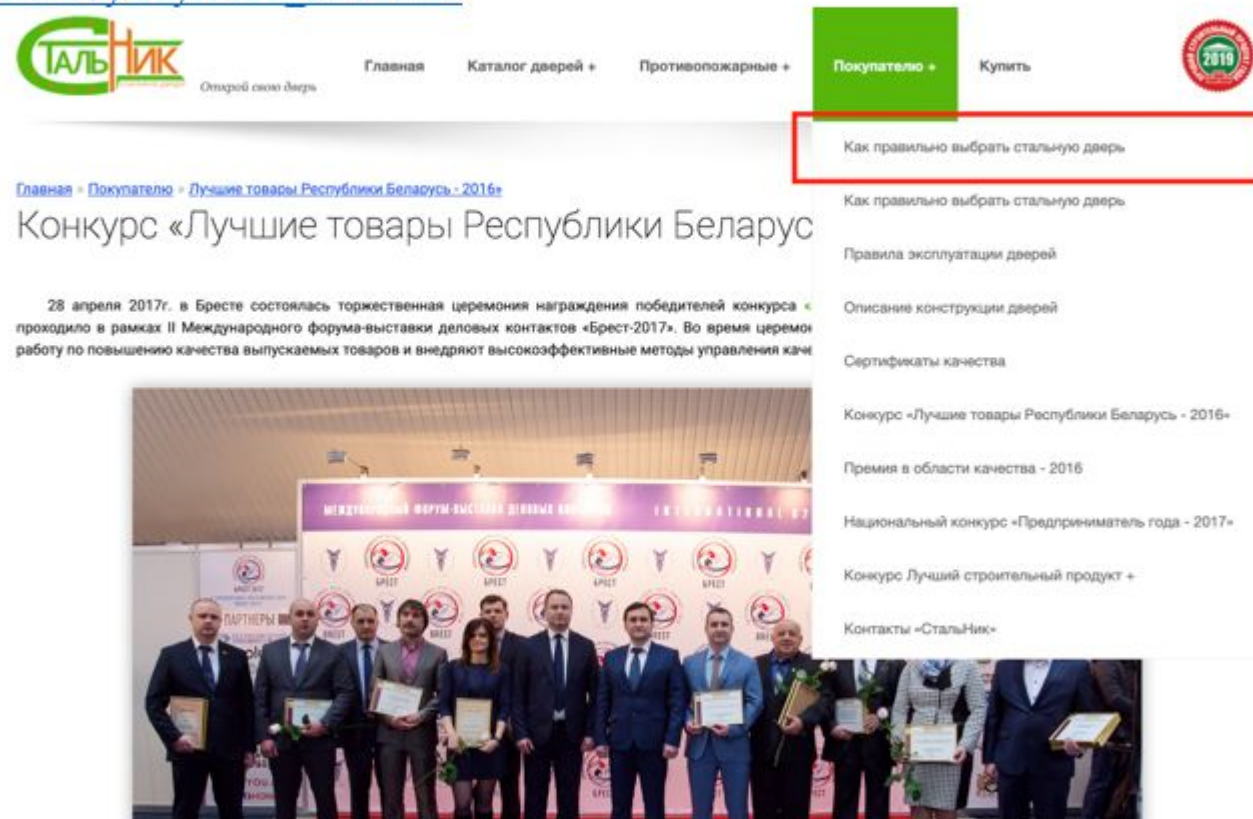 СтальНик
Открой свою дверь
Главная
Каталог дверей +
Противопожарные +
Покупателю +
Купить
2019
Как правильно выбрать стальную дверь
Как правильно выбрать стальную дверь
Правила эксплуатации дверей
Описание конструкции дверей
Сертификаты качества
Конкурс «Лучшие товары Республики Беларусь - 2016»
Премия в области качества - 2016
Национальный конкурс «Предприниматель года - 2017»
Конкурс Лучший строительный продукт +
Контакты «СтальНик»
Главная » Покупателю » Лучшие товары Республики Беларусь - 2016»
Конкурс «Лучшие товары Республики Беларус
28 апреля 2017г. в Бресте состоялась торжественная церемония награждения победителей конкурса «
проходило в рамках II Международного форума-выставки деловых контактов «Брест-2017». Во время церемон
работу по повышению качества выпускаемых товаров и внедряют высокоэффективные методы управления каче
МЕЖДУНАРОДНЫЙ ФОРУМ-ВЫСТАВКА ДЕЛОВЫХ INTERNATIONAL
БРЕСТ БРЕСТ БРЕСТ
ПАРТНЕРЫ